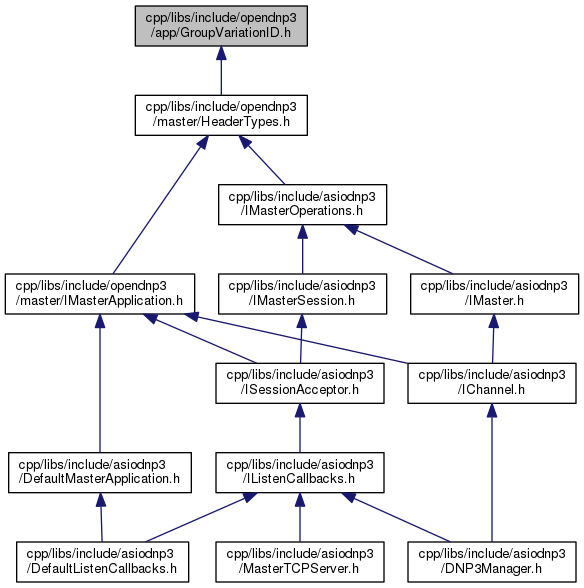 cpp/libs/include/opendnp3
/app/GroupVariationID.h
cpp/libs/include/opendnp3
/master/HeaderTypes.h
cpp/libs/include/asiodnp3
/IMasterOperations.h
cpp/libs/include/opendnp3
/master/IMasterApplication.h
cpp/libs/include/asiodnp3
/IMasterSession.h
cpp/libs/include/asiodnp3
/IMaster.h
cpp/libs/include/asiodnp3
/ISessionAcceptor.h
cpp/libs/include/asiodnp3
/IChannel.h
cpp/libs/include/asiodnp3
/DefaultMasterApplication.h
cpp/libs/include/asiodnp3
/IListenCallbacks.h
cpp/libs/include/asiodnp3
/DefaultListenCallbacks.h
cpp/libs/include/asiodnp3
/MasterTCPServer.h
cpp/libs/include/asiodnp3
/DNP3Manager.h